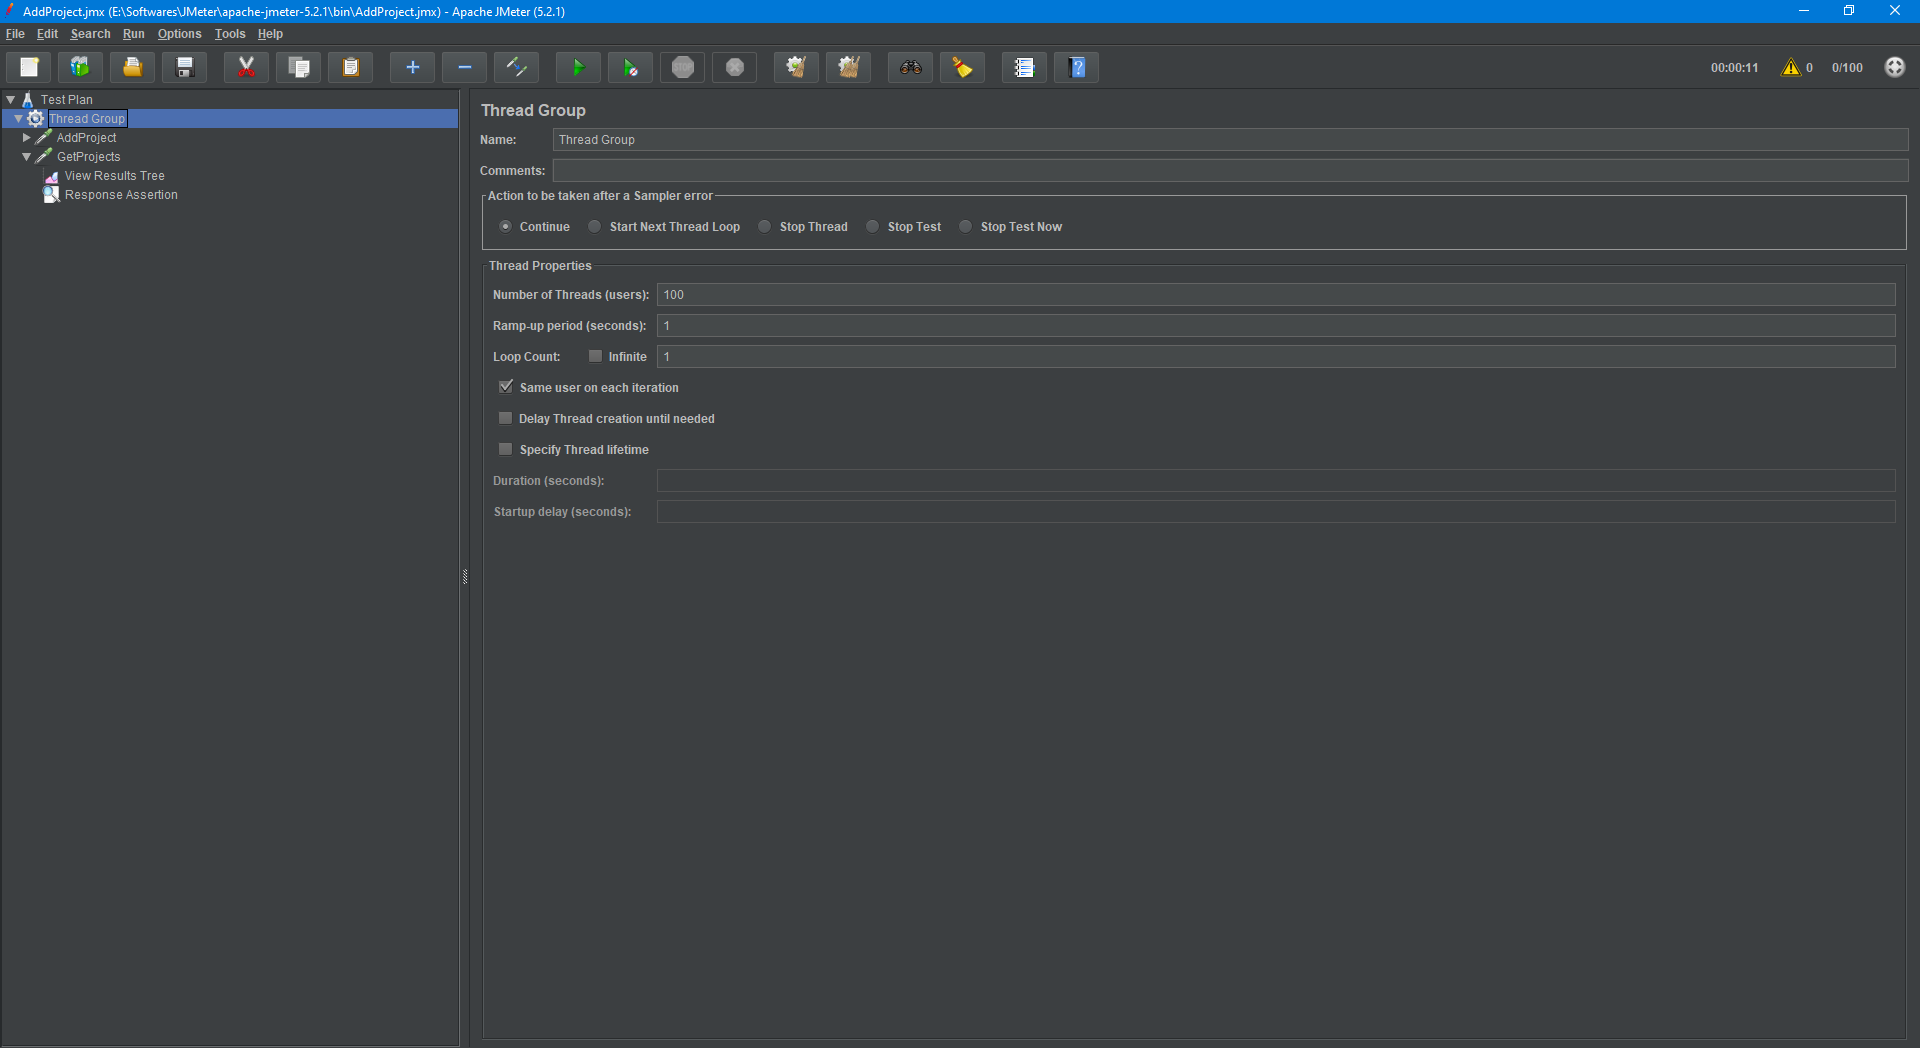 AddProject.jmx (E:\Softwares\JMeter\apache-jmeter-5.2.1\bin\AddProject.jmx) - Apache JMeter (5.2.1)
File Edit Search Run Options Tools Help
STOP
00:00:11 0 0/100
Test Plan
Thread Group
AddProject
GetProjects
View Results Tree
Response Assertion
Thread Group
Name: Thread Group
Comments:
Action to be taken after a Sampler error
Continue Start Next Thread Loop Stop Thread Stop Test Stop Test Now
Thread Properties
Number of Threads (users): 100
Ramp-up period (seconds): 1
Loop Count: Infinite 1
Same user on each iteration
Delay Thread creation until needed
Specify Thread lifetime
Duration (seconds):
Startup delay (seconds):